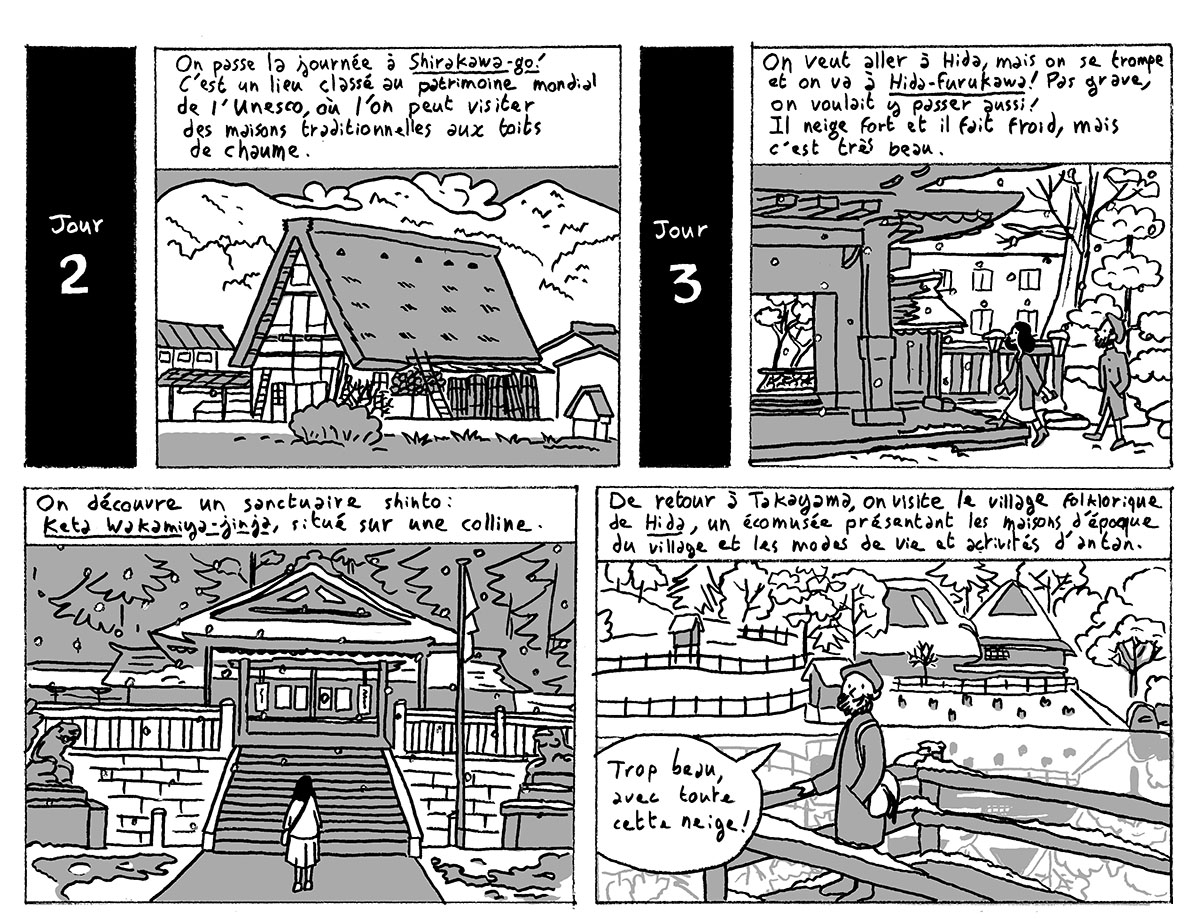 Jour
2
On passe la journée à Shirakawa-go!
C'est un lieu classé au patrimoine mondial
de l'Unesco, où l'on peut visiter
des maisons traditionnelles aux toits
de chaume.
Jour
3
On veut aller à Hida, mais on se trompe
et on va à Hida-Furukawa! Pas grave,
on voulait y passer aussi!
Il neige fort et il fait froid, mais
c'est très beau.
On découvre un sanctuaire shinto:
Keta Wakamiya-jinja, situé sur une colline.
De retour à Takayama, on visite le village folklorique
de Hida, un écomusée présentant les maisons d'époque
du village et les modes de vie et activités d'antan.
Trop beau,
avec toute
cette neige!